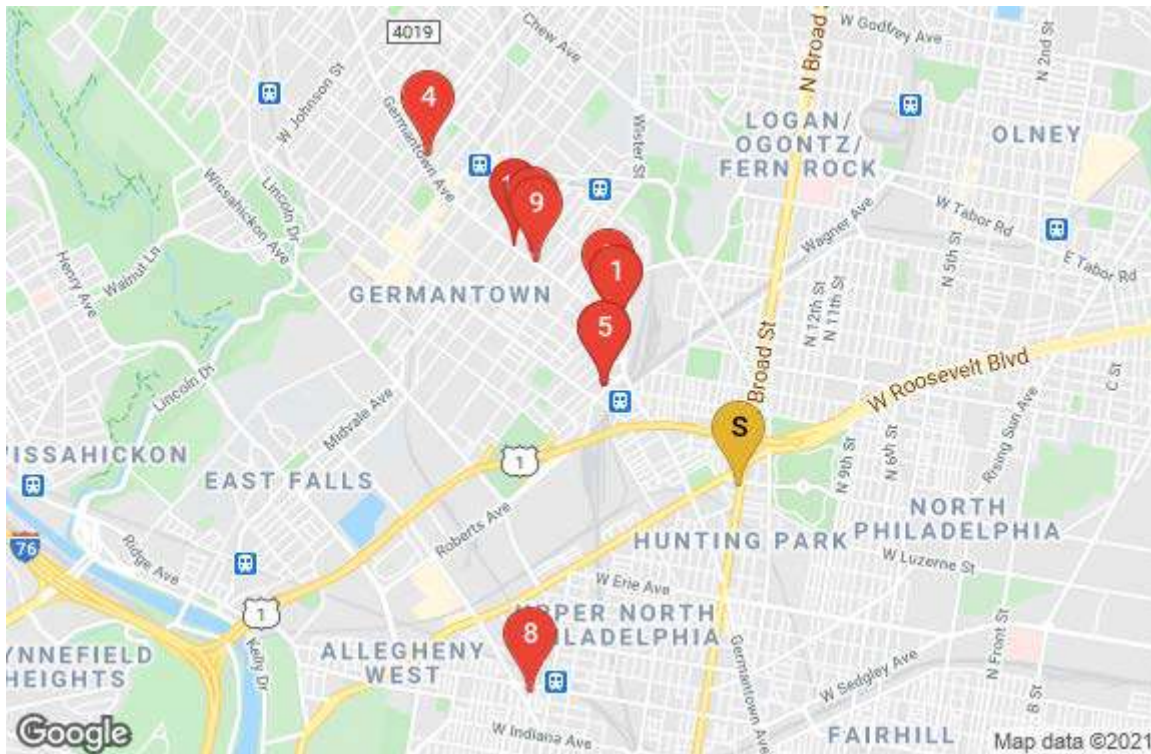 W Godfrey Ave
N 2nd St
4019
Chew Ave
N Broad
W Johnson St
4
Germantown Ave
Wister St
LOGAN/
OGONTZ/
FERN ROCK
OLNEY
Wissahickon Ave
Lincoln Dr
9
W Tabor Rd
Wagner Ave
N 5th St
E Tabor Rd
Henry Ave
Walnut Ln
GERMANTOWN
1
N 12th St
N 11th St
5
Broad St
W Roosevelt Blvd
C St
Lincoln Dr
Midvale Ave
S
N 9th St
N 6th St
Rising Sun Ave
WISSAHICKON
EAST FALLS
1
Roberts Ave
NORTH
PHILADELPHIA
HUNTING PARK
76
Ridge Ave
W Luzerne St
W Erie Ave
1
UPPER NORTH
PHILADELPHIA
8
YNNEFIELD
HEIGHTS
Kelly Dr
ALLEGHENY
WEST
Germantown Ave
W Sedgley Ave
N Front St
B St
Google
W Indiana Ave
FAIRHILL
Map data ©2021